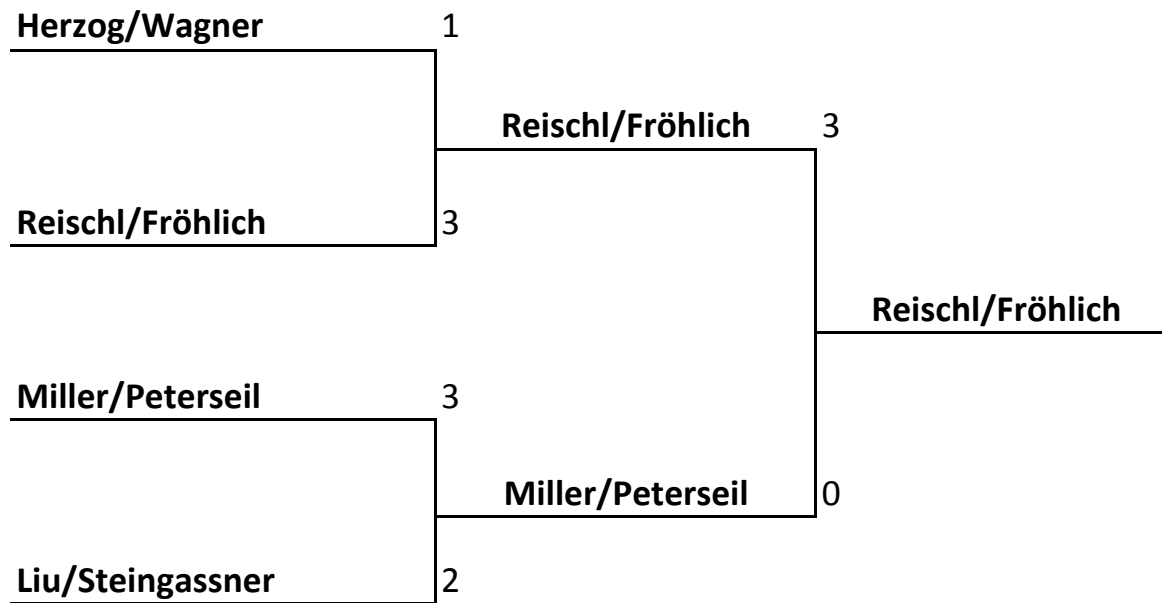 Herzog/Wagner 1
Reischl/Fröhlich 3
Reischl/Fröhlich 3
Reischl/Fröhlich
Miller/Peterseil 3
Miller/Peterseil 0
Liu/Steingassner 2